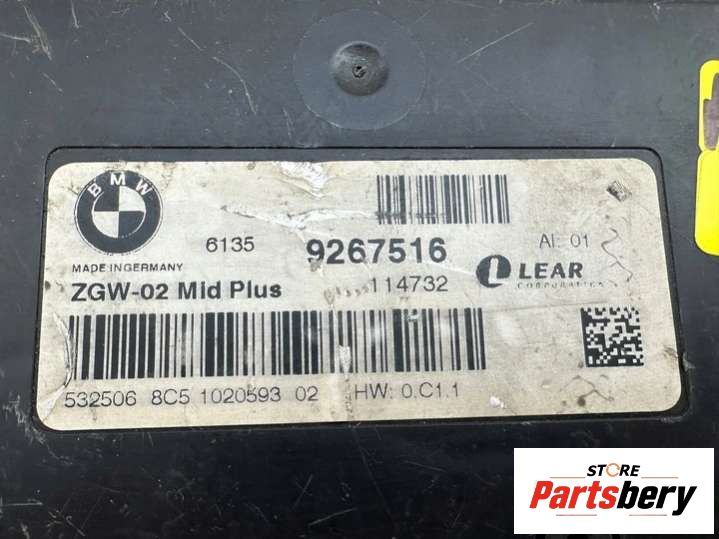 BMW
6135 9267516 AI: 01
MADE IN GERMANY
LEAR
CORPORATION
ZGW-02 Mid Plus 114732
532506 8C5 1020593 02 HW: 0.C1.1
STORE
Partsbery